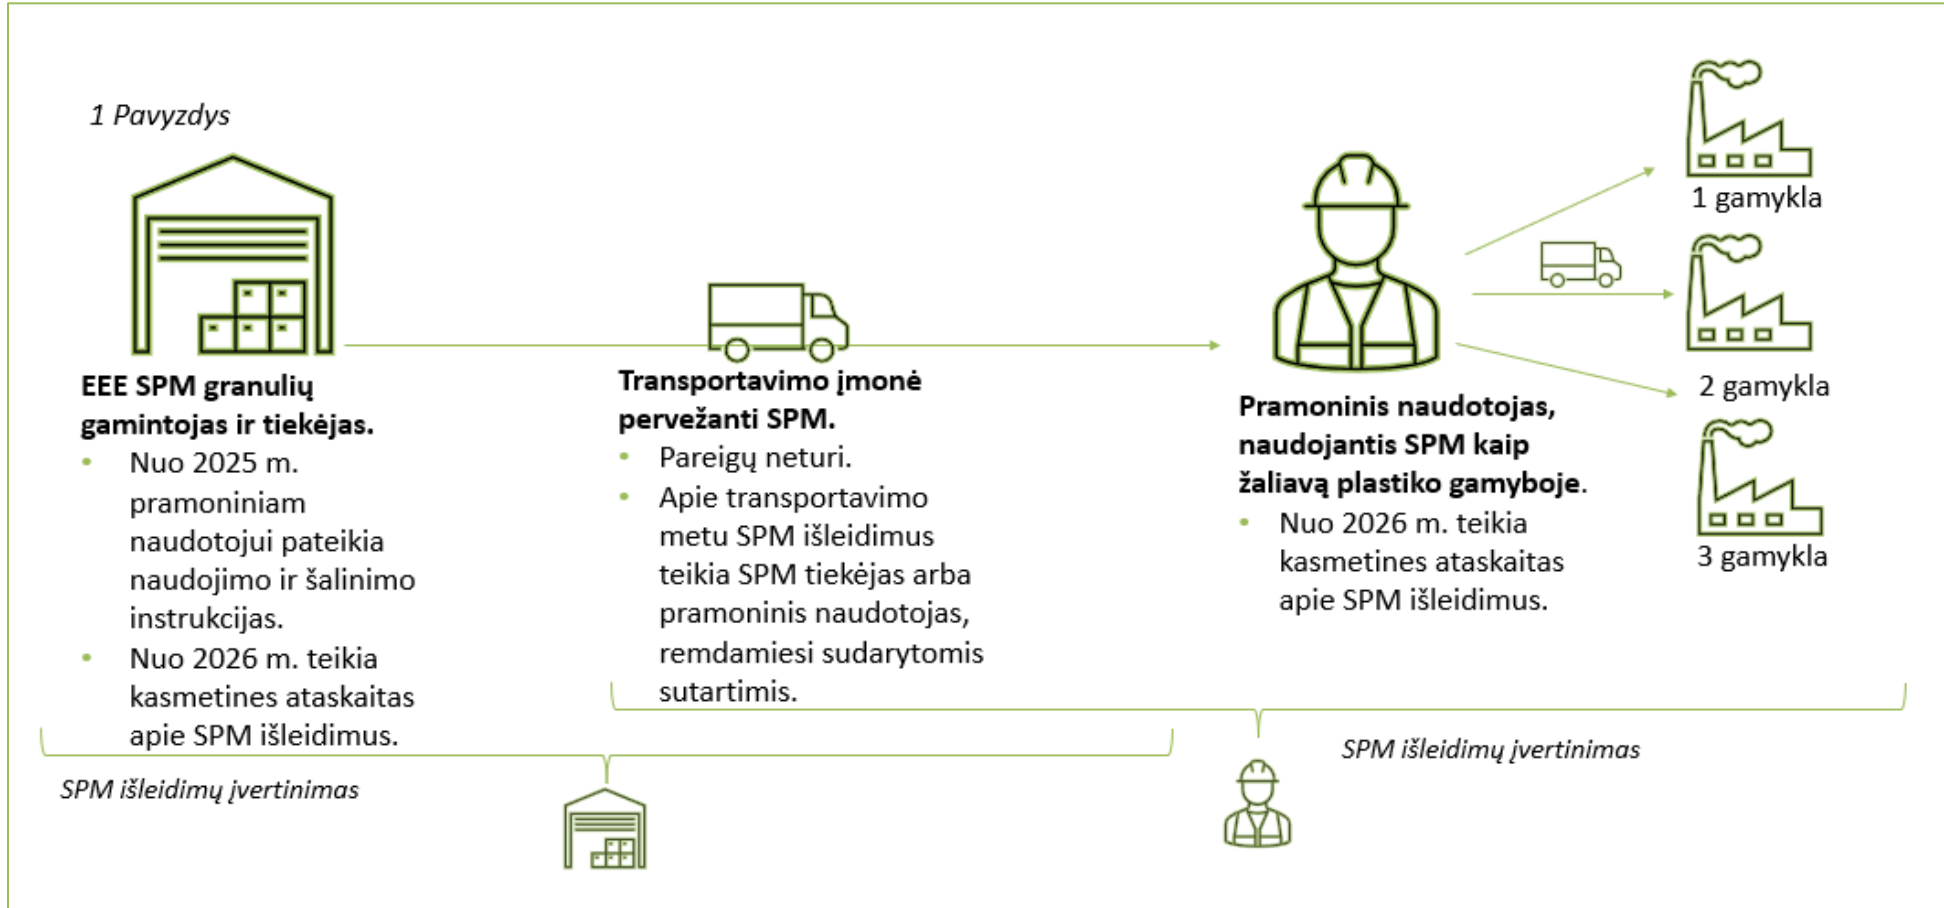 1 Pavyzdys
EEE SPM granulių
gamintojas ir tiekėjas.
• Nuo 2025 m.
pramoniniam
naudotojui pateikia
naudojimo ir šalinimo
instrukcijas.
• Nuo 2026 m. teikia
kasmetines ataskaitas
apie SPM išleidimus.
Transportavimo įmonė
pervežanti SPM.
• Pareigų neturi.
• Apie transportavimo
metu SPM išleidimus
teikia SPM tiekėjas arba
pramoninis naudotojas,
remdamiesi sudarytomis
sutartimis.
Pramoninis naudotojas,
naudojantis SPM kaip
žaliavą plastiko gamyboje.
• Nuo 2026 m. teikia
kasmetines ataskaitas
apie SPM išleidimus.
1 gamykla
2 gamykla
3 gamykla
SPM išleidimų įvertinimas
SPM išleidimų įvertinimas